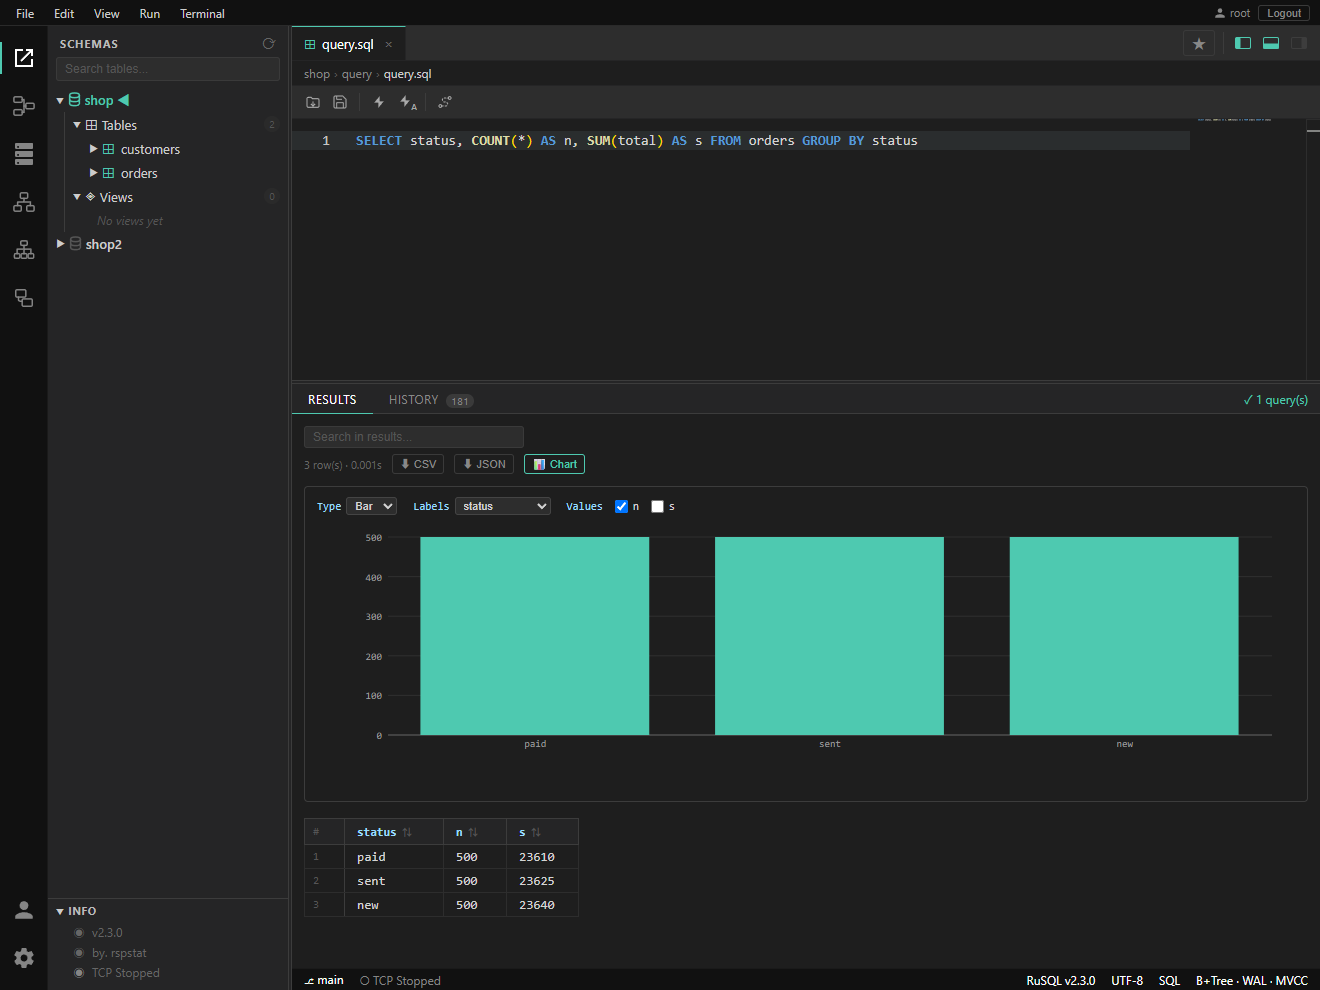 File Edit View Run Terminal root Logout
SCHEMAS
Search tables...
shop
Tables 2
customers
orders
Views 0
No views yet
shop2
INFO
v2.3.0
by. rspstat
TCP Stopped
query.sql ×
shop › query › query.sql
1 SELECT status, COUNT(*) AS n, SUM(total) AS s FROM orders GROUP BY status
RESULTS HISTORY 181 ✓ 1 query(s)
Search in results...
3 row(s) · 0.001s CSV JSON Chart
Type Bar Labels status Values n s
500
400
300
200
100
0
paid sent new
# status n s
1 paid 500 23610
2 sent 500 23625
3 new 500 23640
main TCP Stopped RuSQL v2.3.0 UTF-8 SQL B+Tree · WAL · MVCC